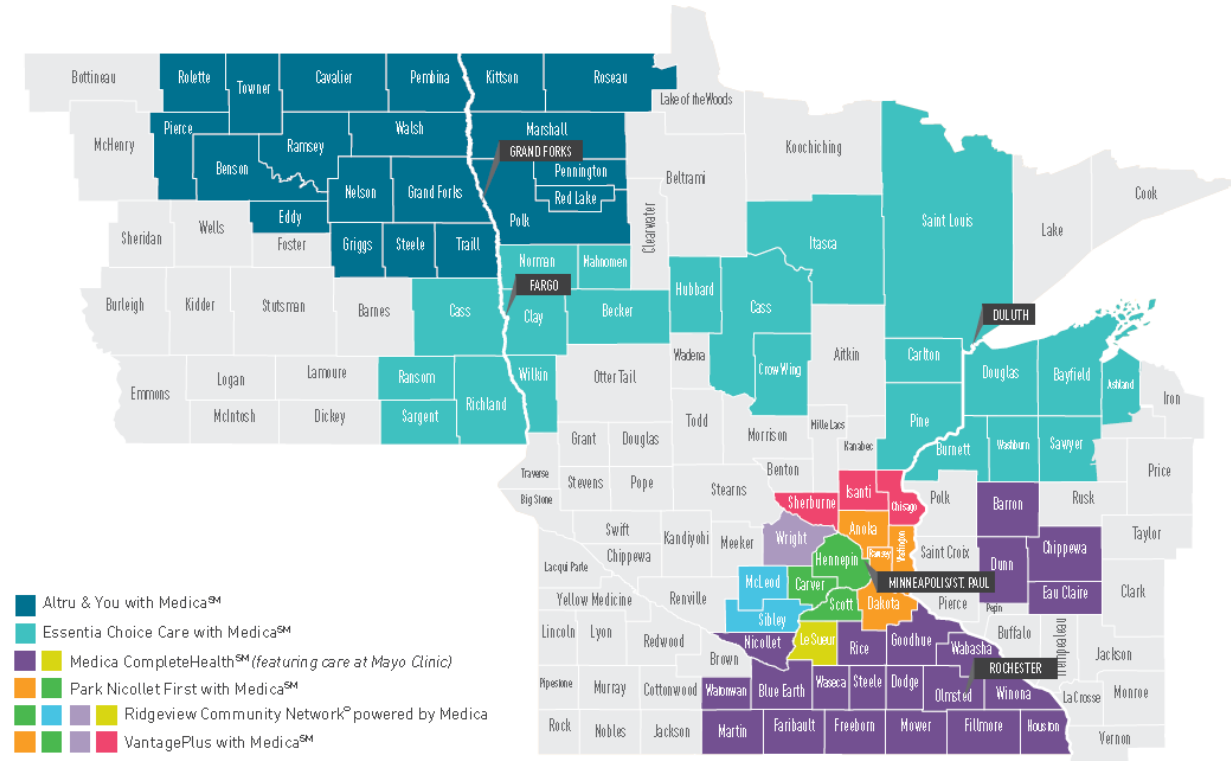 Bottineau
Rolette
Towner
Cavalier
Pembina
Kittson
Roseau
Lake of the Woods
McHenry
Pierce
Benson
Ramsey
Walsh
Marshall
GRAND FORKS
Pennington
Red Lake
Polk
Beltrami
Koochiching
Saint Louis
Lake
Cook
Nelson
Grand Forks
Eddy
Sheridan
Wells
Foster
Griggs
Steele
Traill
Clearwater
Itasca
Norman
Mahnomen
FARGO
Hubbard
Cass
Burleigh
Kidder
Stutsman
Barnes
Cass
Clay
Becker
DULUTH
Wadena
Crow Wing
Aitkin
Carlton
Douglas
Bayfield
Ashland
Iron
Emmons
Logan
Lamoure
Ransom
Richland
Wilkin
Otter Tail
McIntosh
Dickey
Sargent
Todd
Morrison
Mille Lacs
Kanabec
Pine
Burnett
Washburn
Sawyer
Price
Grant
Douglas
Traverse
Big Stone
Stevens
Pope
Stearns
Benton
Sherburne
Isanti
Chisago
Polk
Barron
Rusk
Taylor
Swift
Chippewa
Kandiyohi
Meeker
Wright
Anoka
Hennepin
Ramsey
Washington
Saint Croix
Dunn
Chippewa
Eau Claire
Clark
Lacqui Parle
Yellow Medicine
Renville
McLeod
Carver
MINNEAPOLIS/ST. PAUL
Scott
Dakota
Pierce
Pepin
Buffalo
Trempealeau
Jackson
Sibley
Lincoln
Lyon
Redwood
Brown
Nicollet
Le Sueur
Rice
Goodhue
Wabasha
ROCHESTER
Pipestone
Murray
Cottonwood
Watonwan
Blue Earth
Waseca
Steele
Dodge
Olmsted
Winona
La Crosse
Monroe
Rock
Nobles
Jackson
Martin
Faribault
Freeborn
Mower
Fillmore
Houston
Vernon
Altru & You with Medica℠
Essentia Choice Care with Medica℠
Medica CompleteHealth℠ (featuring care at Mayo Clinic)
Park Nicollet First with Medica℠
Ridgeview Community Network® powered by Medica
VantagePlus with Medica℠